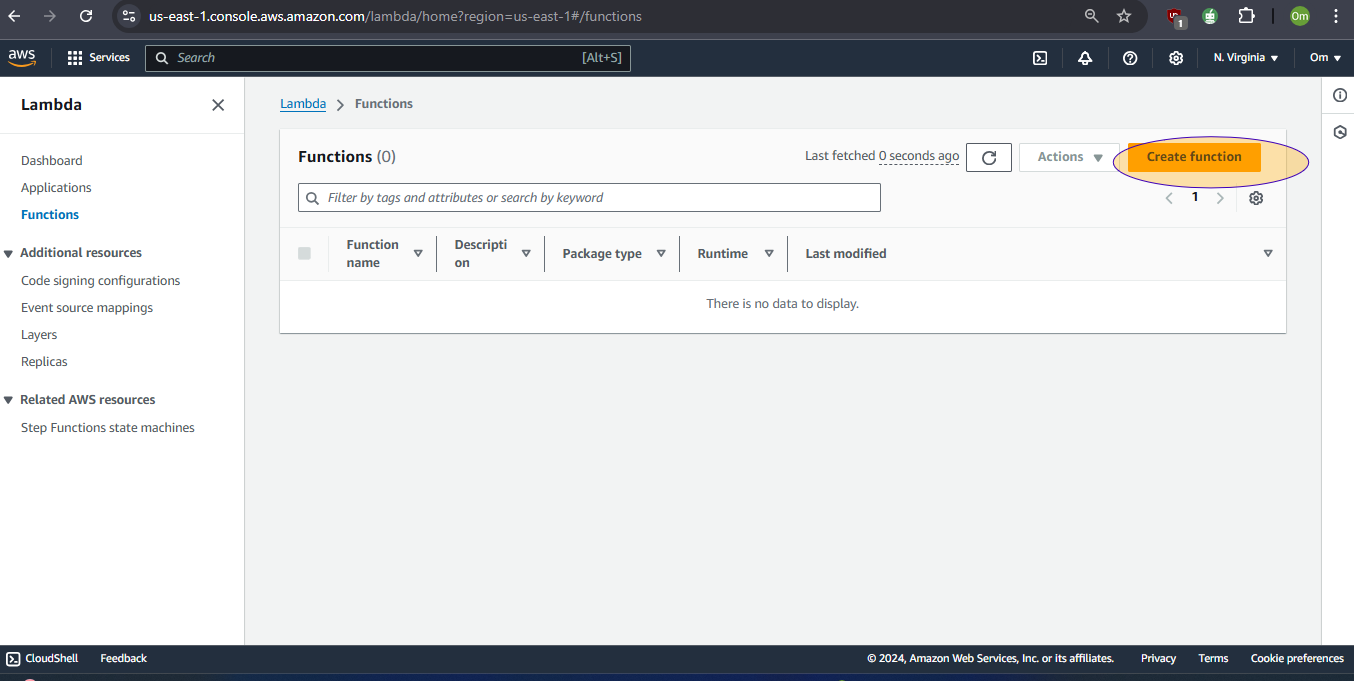 us-east-1.console.aws.amazon.com/lambda/home?region=us-east-1#/functions
1
Om
aws
Services
Search
[Alt+S]
N. Virginia
Om
Lambda
Dashboard
Applications
Functions
Additional resources
Code signing configurations
Event source mappings
Layers
Replicas
Related AWS resources
Step Functions state machines
Lambda > Functions
Functions (0)
Last fetched 0 seconds ago
Actions
Create function
Filter by tags and attributes or search by keyword
1
Function
name
Descripti
on
Package type
Runtime
Last modified
There is no data to display.
CloudShell
Feedback
© 2024, Amazon Web Services, Inc. or its affiliates.
Privacy
Terms
Cookie preferences